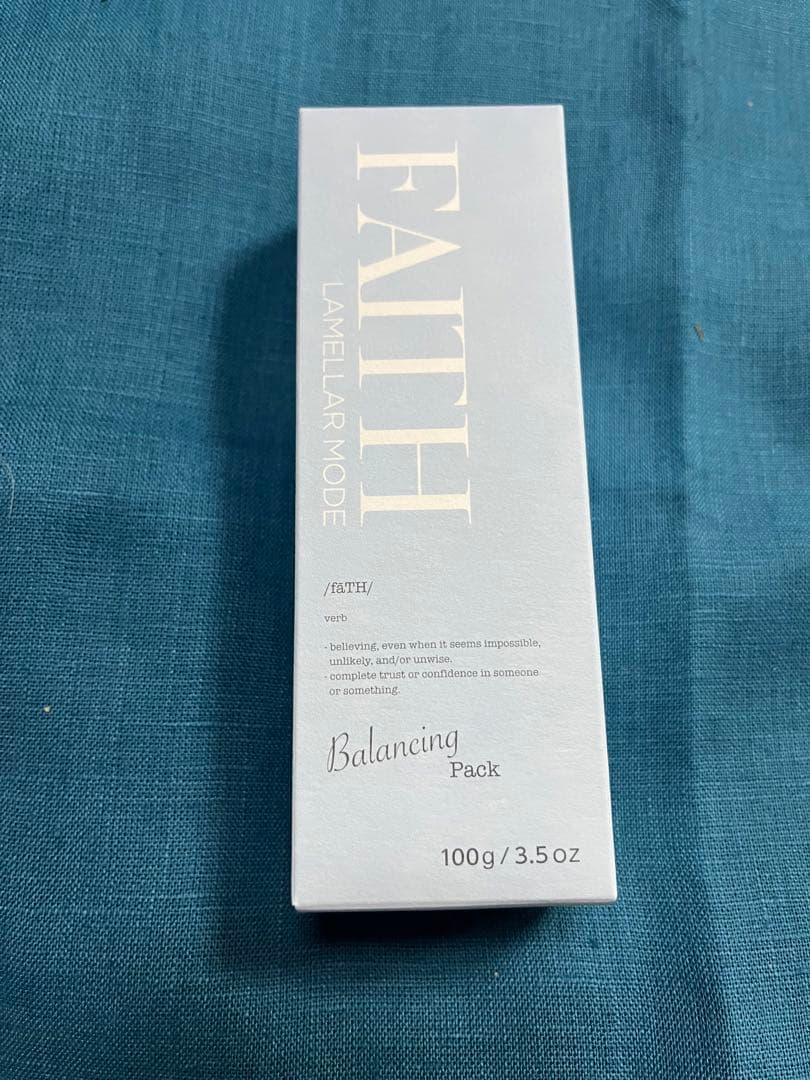 FAITH
LAMELLAR MODE
/fāTH/
verb
- believing, even when it seems impossible,
unlikely, and/or unwise.
- complete trust or confidence in someone
or something.
Balancing
Pack
100g / 3.5 oz